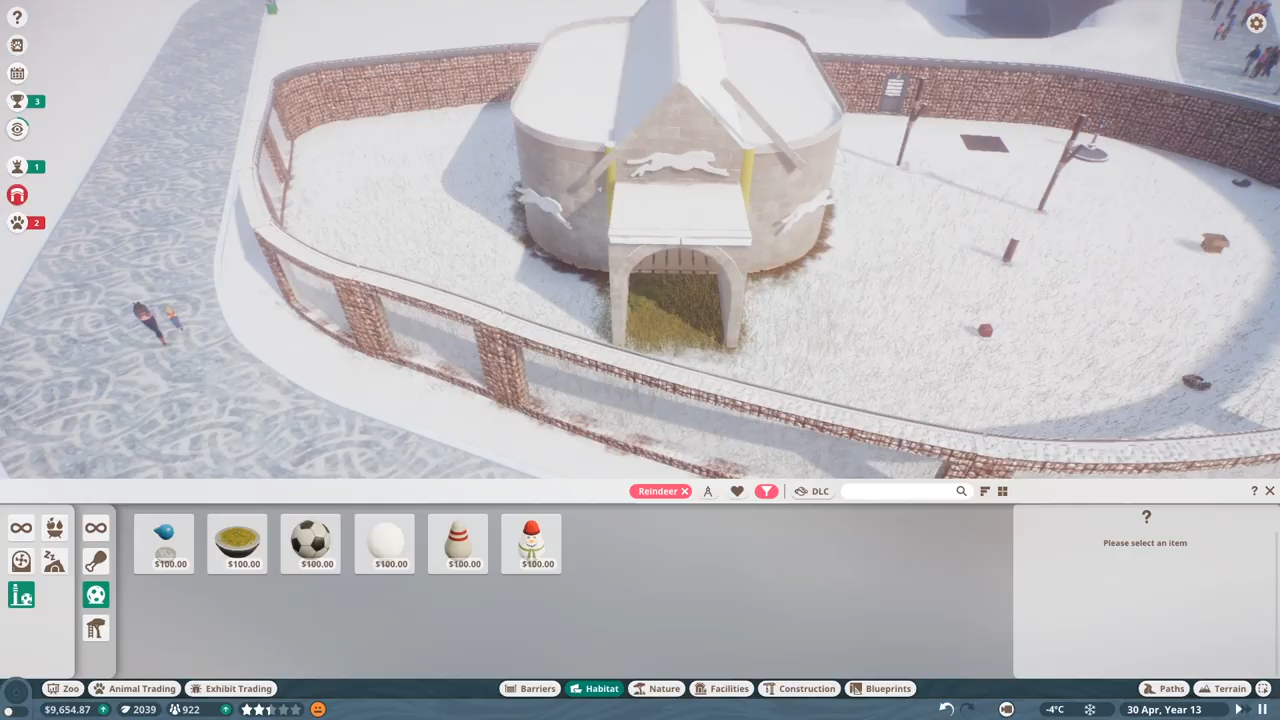 ?
3
1
2
Reindeer ×
DLC
? ×
$100.00 $100.00 $100.00 $100.00 $100.00 $100.00
?
Please select an item
Zoo Animal Trading Exhibit Trading Barriers Habitat Nature Facilities Construction Blueprints Paths Terrain
$9,654.87 2039 922 -4°C 30 Apr, Year 13